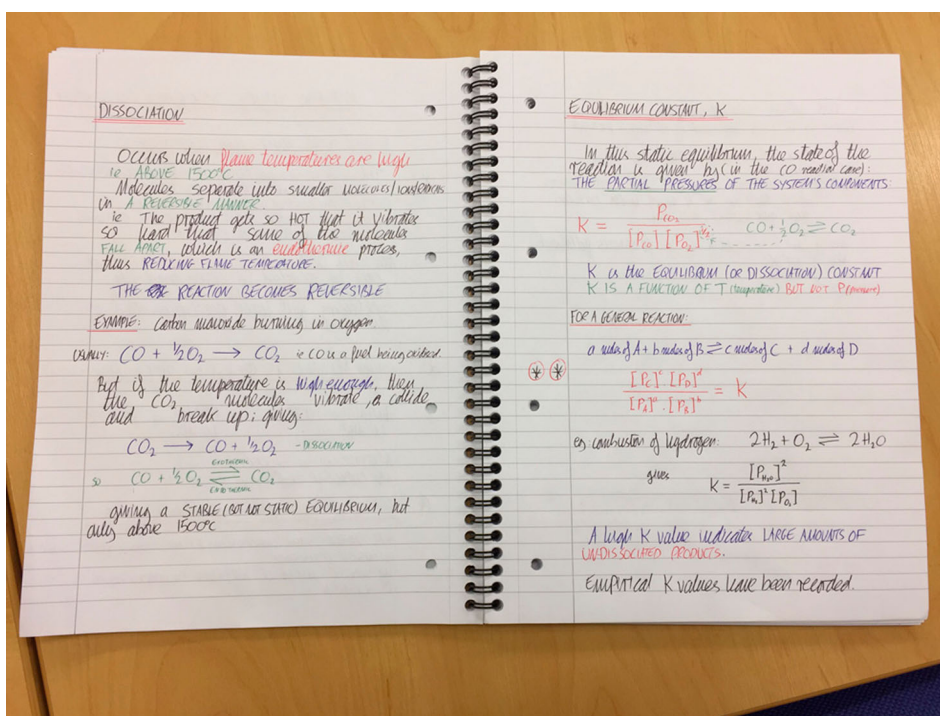 DISSOCIATION
Occurs when flame temperatures are high
ie ABOVE 1500°C
Molecules separate into smaller molecules/
in A REVERSIBLE MANNER.
ie The product gets so HOT that it vibrates
so hard that some of the molecules
FALL APART, which is an endothermic process,
thus REDUCING FLAME TEMPERATURE.
THE REACTION BECOMES REVERSIBLE
EXAMPLE: Carbon monoxide burning in oxygen.
USUALLY: CO + ½O₂ → CO₂ ie CO is a fuel being oxidised.
But if the temperature is high enough, then
the CO₂ molecules vibrate, a collide
and break up; giving:
CO₂ → CO + ½O₂ - DISSOCIATION
EXOTHERMIC
so CO + ½O₂ ⇌ CO₂
ENDOTHERMIC
giving a STABLE (BUT NOT STATIC) EQUILIBRIUM, but
only above 1500°C
EQUILIBRIUM CONSTANT, K
In this static equilibrium, the state of the
reaction is given by (in the CO reaction case):
THE PARTIAL PRESSURES OF THE SYSTEM'S COMPONENTS:
K = P_CO₂ / [P_CO] [P_O₂]^½ CO + ½O₂ ⇌ CO₂
K is the EQUILIBRIUM (OR DISSOCIATION) CONSTANT
K IS A FUNCTION OF T (temperature) BUT NOT P (pressure)
FOR A GENERAL REACTION:
a moles of A + b moles of B ⇌ c moles of C + d moles of D
[P_C]^c . [P_D]^d / [P_A]^a . [P_B]^b = K
eg combustion of hydrogen: 2H₂ + O₂ ⇌ 2H₂O
gives K = [P_H₂O]² / [P_H₂]² [P_O₂]
A high K value indicates LARGE AMOUNTS OF
UNDISSOCIATED PRODUCTS.
Empirical K values have been recorded.